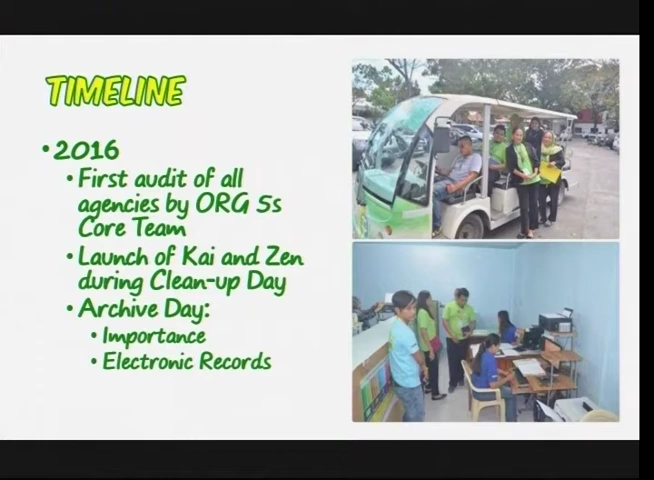 TIMELINE
• 2016
• First audit of all
agencies by ORG 5s
Core Team
• Launch of Kai and Zen
during Clean-up Day
• Archive Day:
• Importance
• Electronic Records